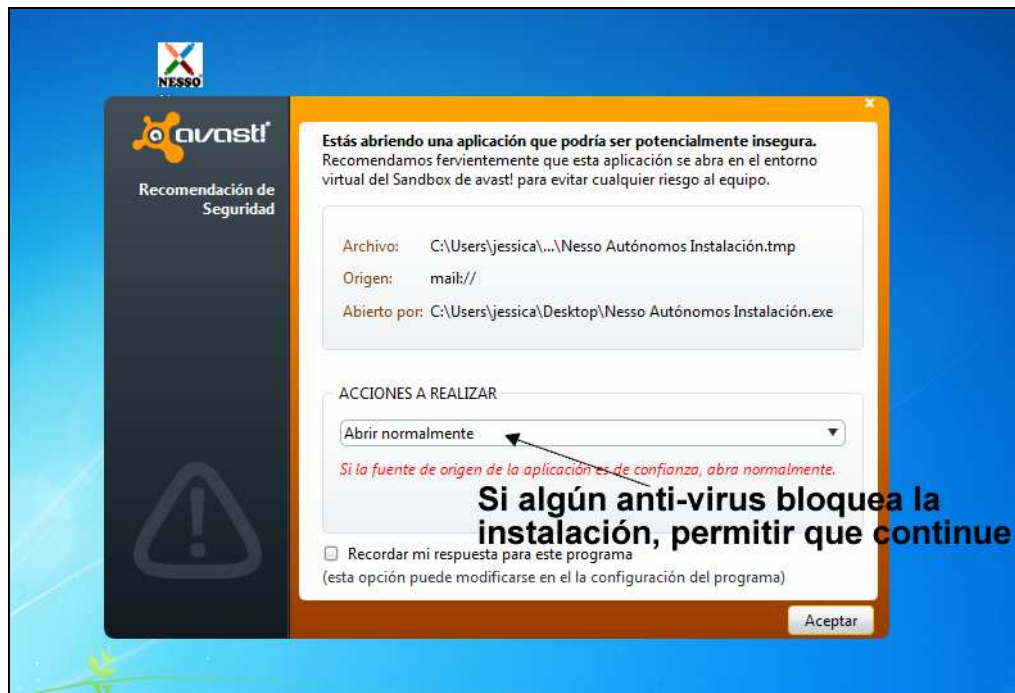 NESSO
avast!
Recomendación de
Seguridad
x
Estás abriendo una aplicación que podría ser potencialmente insegura.
Recomendamos fervientemente que esta aplicación se abra en el entorno
virtual del Sandbox de avast! para evitar cualquier riesgo al equipo.
Archivo: C:\Users\jessica\...\Nesso Autónomos Instalación.tmp
Origen: mail://
Abierto por: C:\Users\jessica\Desktop\Nesso Autónomos Instalación.exe
ACCIONES A REALIZAR
Abrir normalmente
Si la fuente de origen de la aplicación es de confianza, abra normalmente.
Si algún anti-virus bloquea la
instalación, permitir que continue
Recordar mi respuesta para este programa
(esta opción puede modificarse en el la configuración del programa)
Aceptar